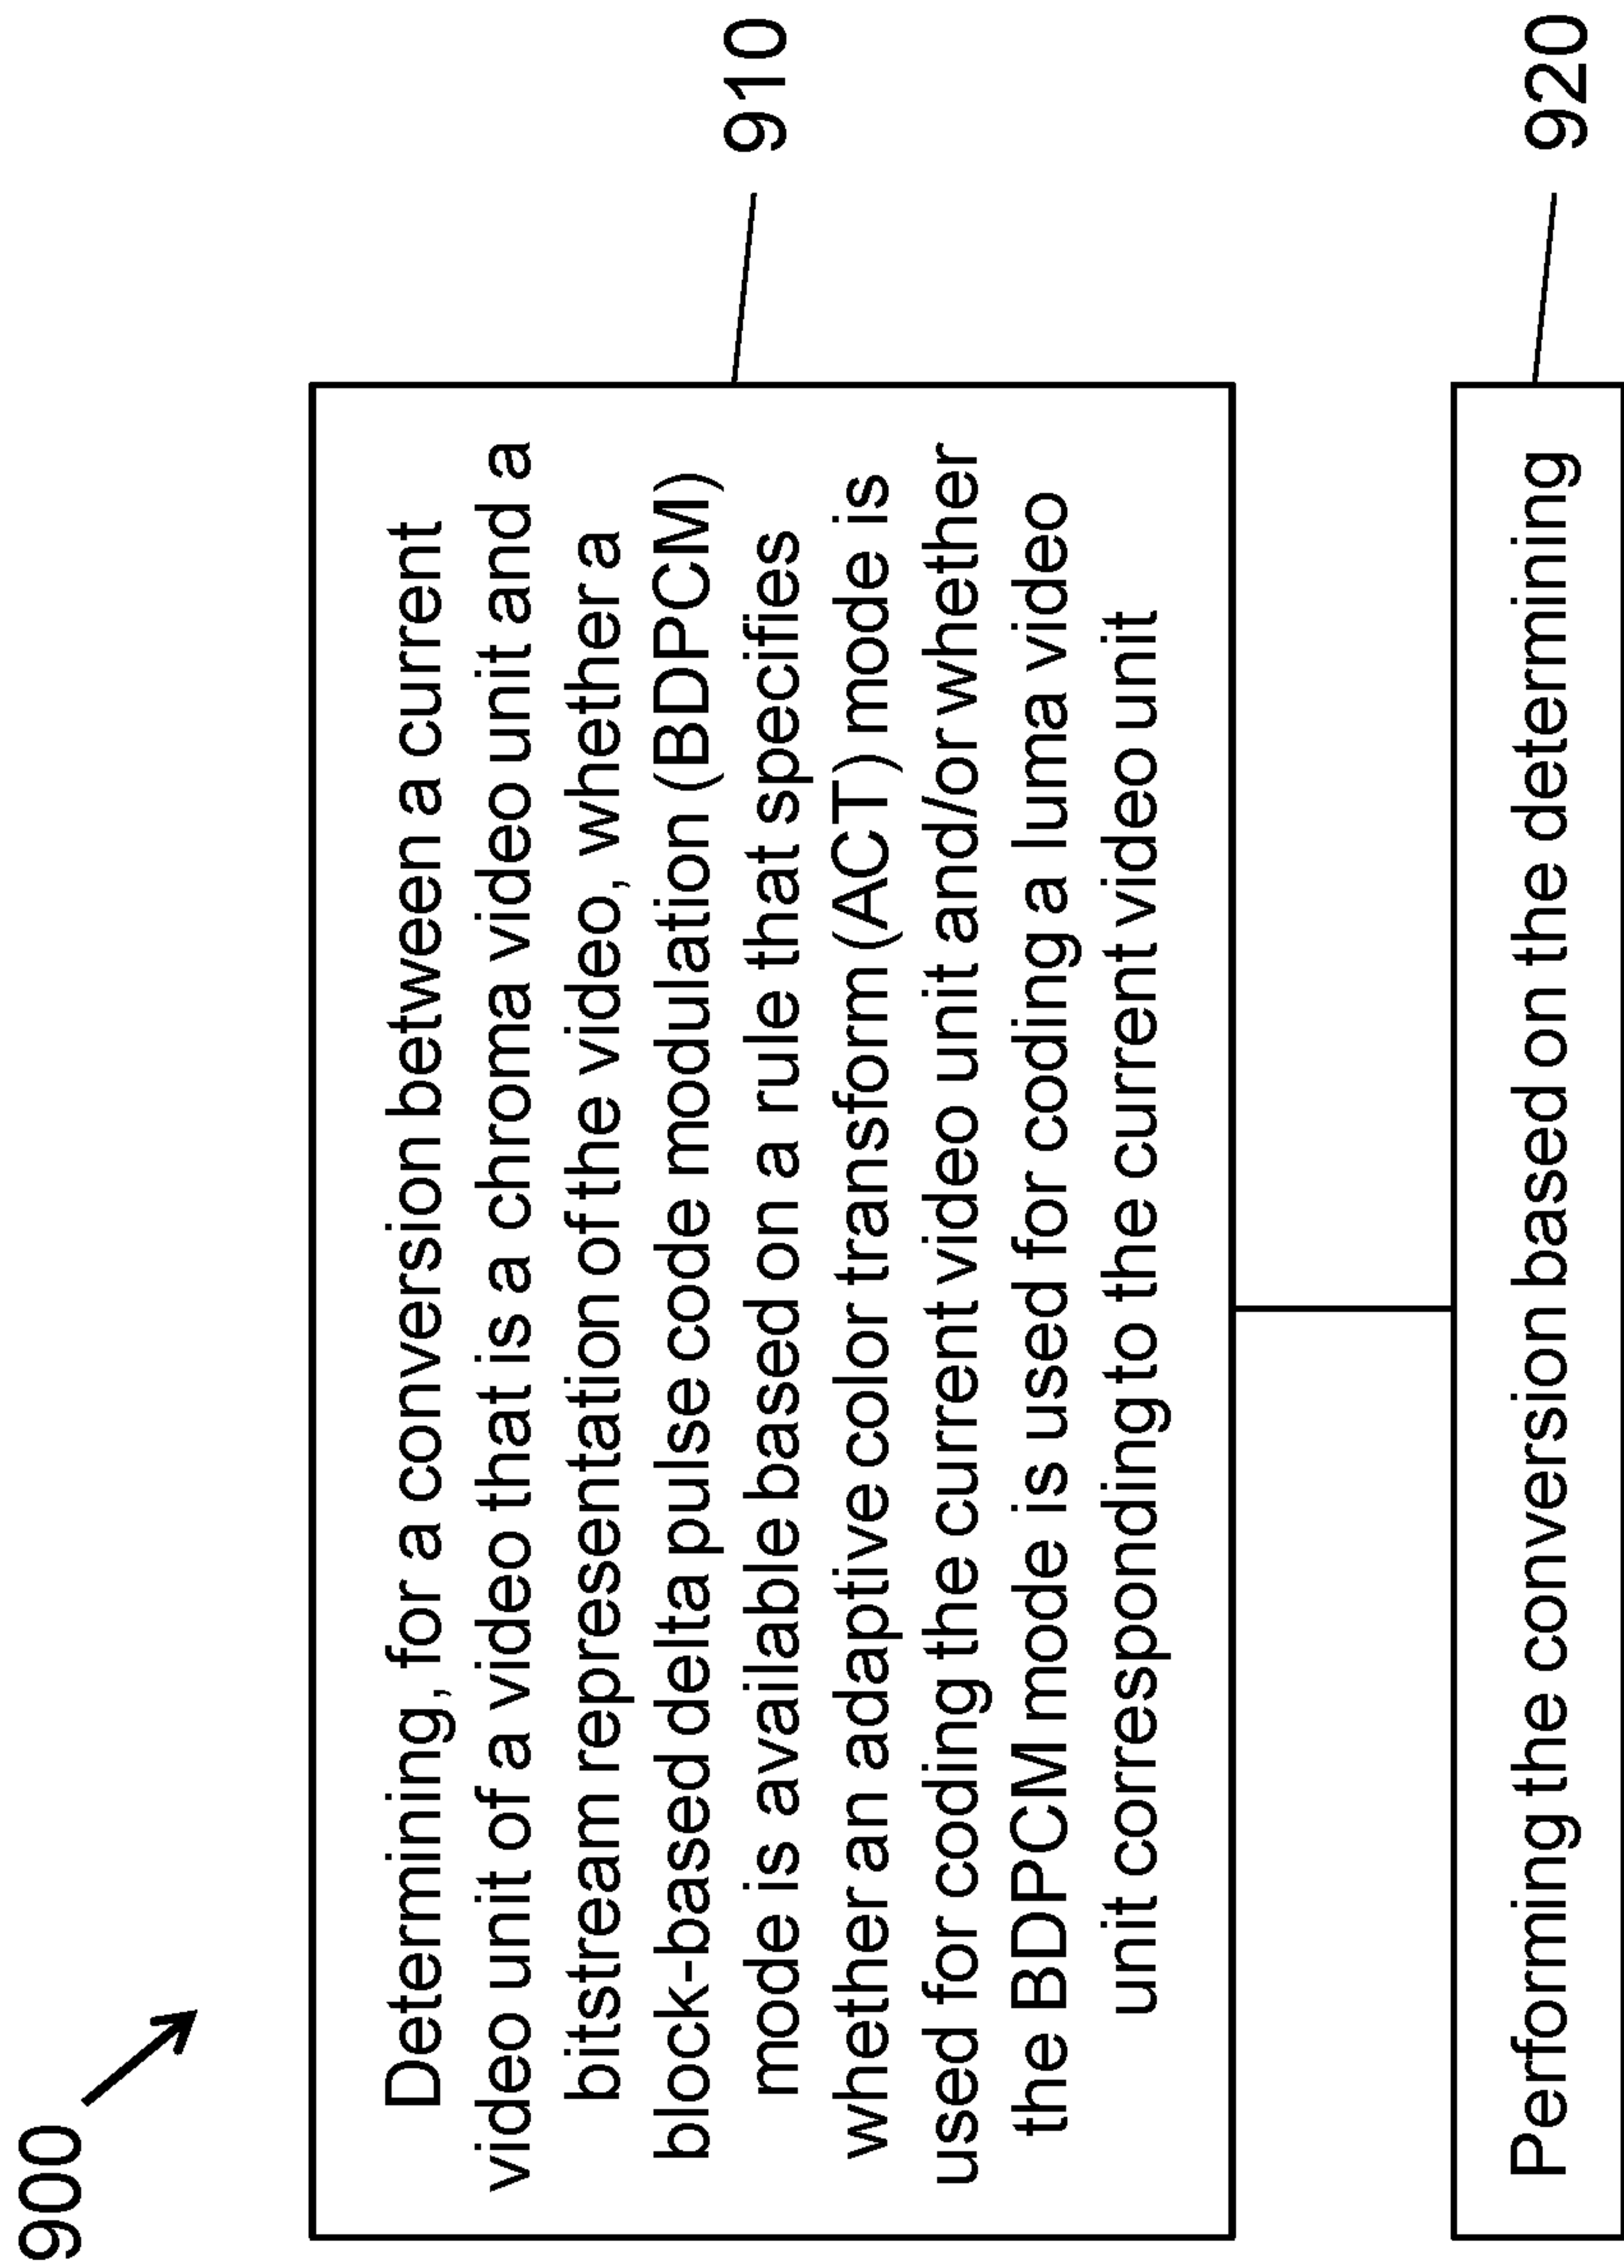 900
Determining, for a conversion between a current
video unit of a video that is a chroma video unit and a
bitstream representation of the video, whether a
block-based delta pulse code modulation (BDPCM)
mode is available based on a rule that specifies
whether an adaptive color transform (ACT) mode is
used for coding the current video unit and/or whether
the BDPCM mode is used for coding a luma video
unit corresponding to the current video unit
910
Performing the conversion based on the determining
920